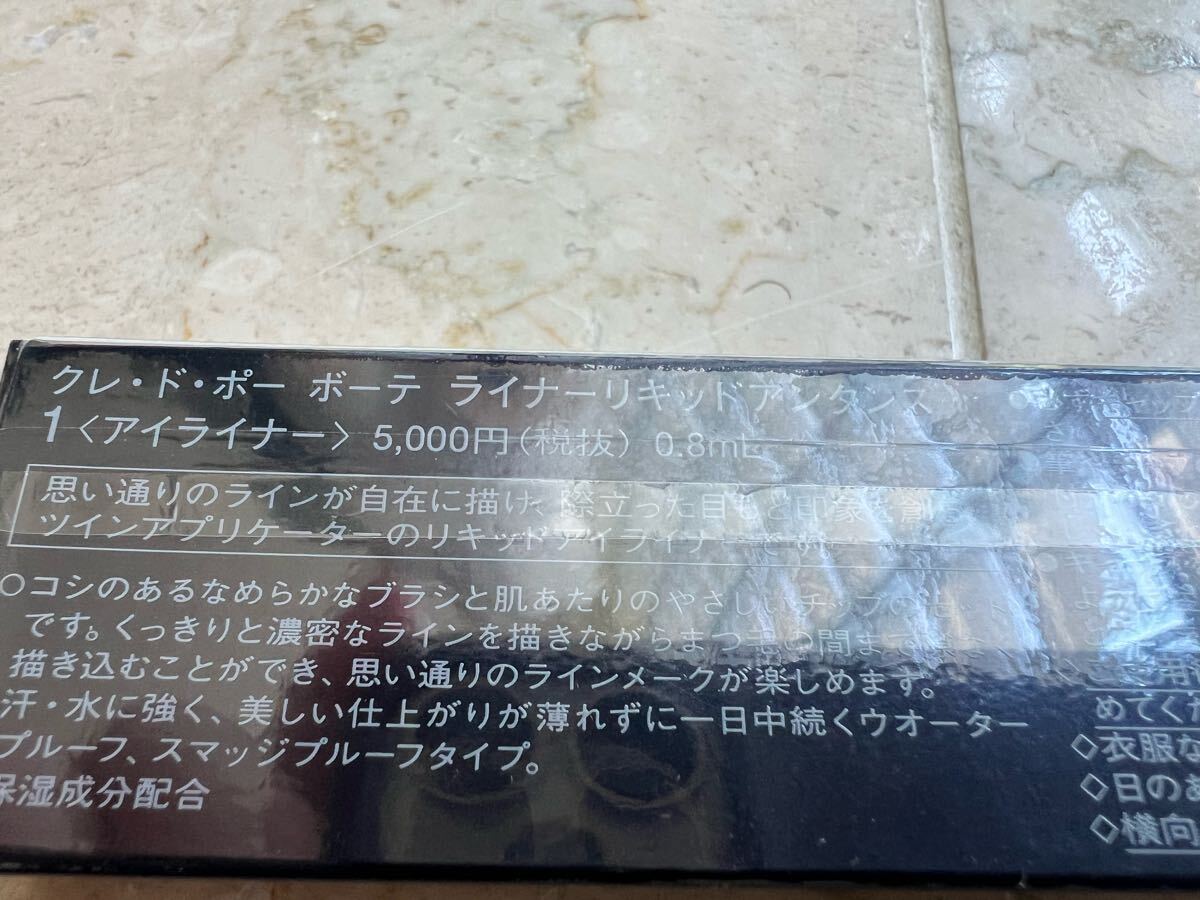 クレ・ド・ポー ボーテ ライナーリキッドアンタンス
1〈アイライナー〉5,000円(税抜) 0.8mL
思い通りのラインが自在に描け、際立った目もと印象を
ツインアプリケーターのリキッドアイライナー
○コシのあるなめらかなブラシと肌あたりのやさしいチップの
です。くっきりと濃密なラインを描きながらまつ毛の間まで
描き込むことができ、思い通りのラインメークが楽しめます。
汗・水に強く、美しい仕上がりが薄れずに一日中続くウオーター
プルーフ、スマッジプルーフタイプ。
保湿成分配合
めてくだ
◇衣服な
◇日のあ
◇横向